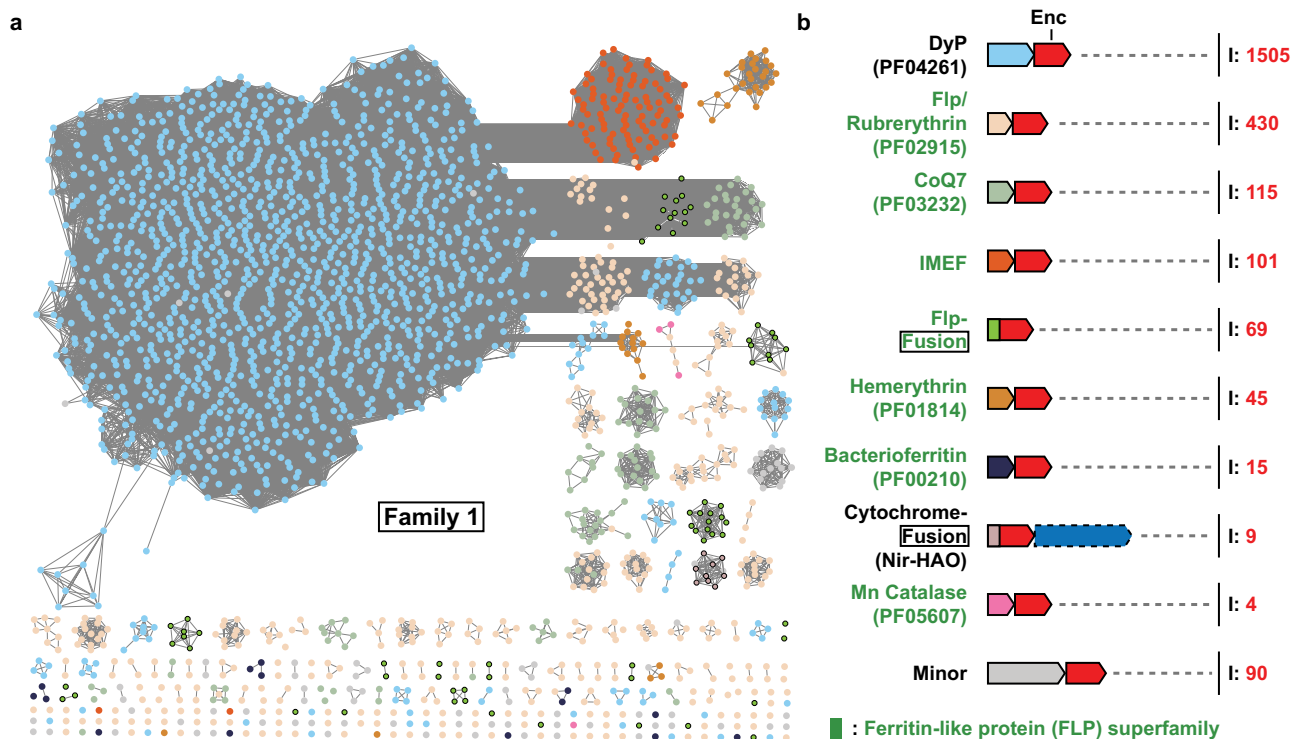 a
Family 1
b
Enc
DyP
(PF04261)
I: 1505
Flp/
Rubrerythrin
(PF02915)
I: 430
CoQ7
(PF03232)
I: 115
IMEF
I: 101
Flp-
Fusion
I: 69
Hemerythrin
(PF01814)
I: 45
Bacterioferritin
(PF00210)
I: 15
Cytochrome-
Fusion
(Nir-HAO)
I: 9
Mn Catalase
(PF05607)
I: 4
Minor
I: 90
: Ferritin-like protein (FLP) superfamily